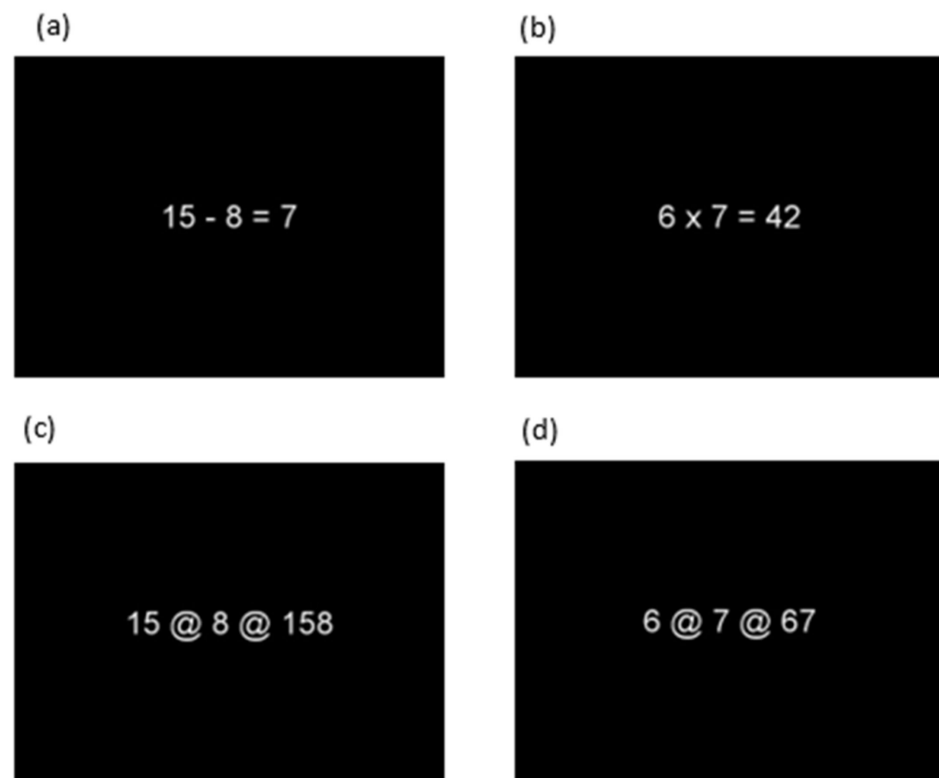 (a)
(b)
15 - 8 = 7
6 x 7 = 42
(c)
(d)
15 @ 8 @ 158
6 @ 7 @ 67